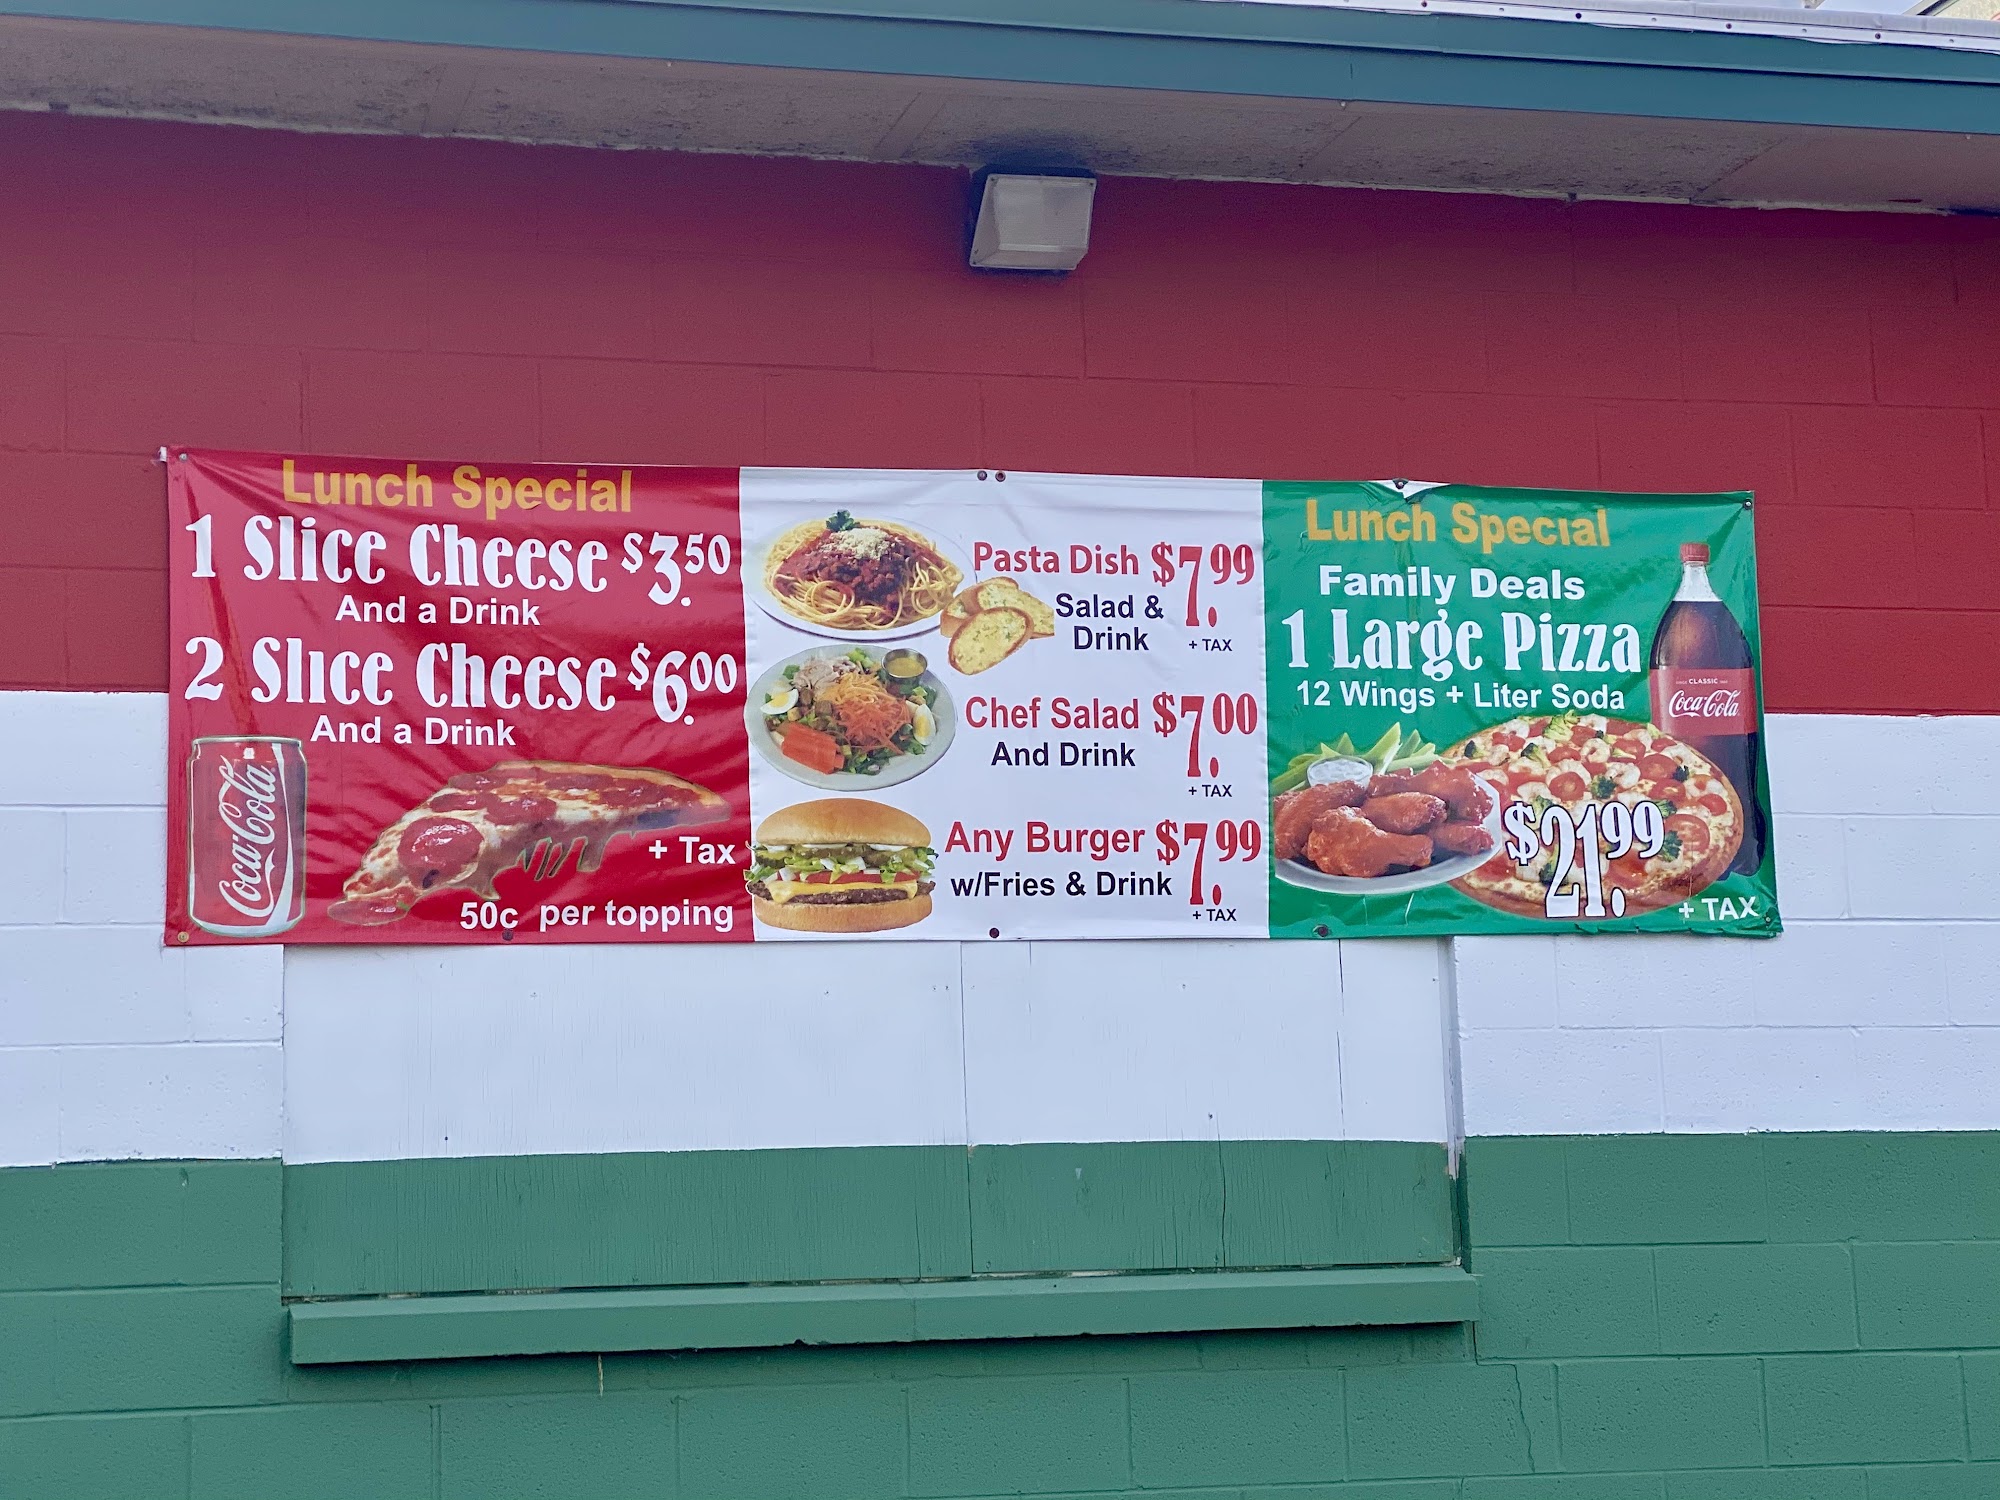 Lunch Special
1 Slice Cheese $3.50
And a Drink
2 Slice Cheese $6.00
And a Drink
Coca-Cola
+ Tax
50c per topping
Pasta Dish $7.99
Salad &
Drink
+ TAX
Chef Salad $7.00
And Drink
+ TAX
Any Burger $7.99
w/Fries & Drink
+ TAX
Lunch Special
Family Deals
1 Large Pizza
12 Wings + Liter Soda
CLASSIC
Coca-Cola
$21.99
+ TAX